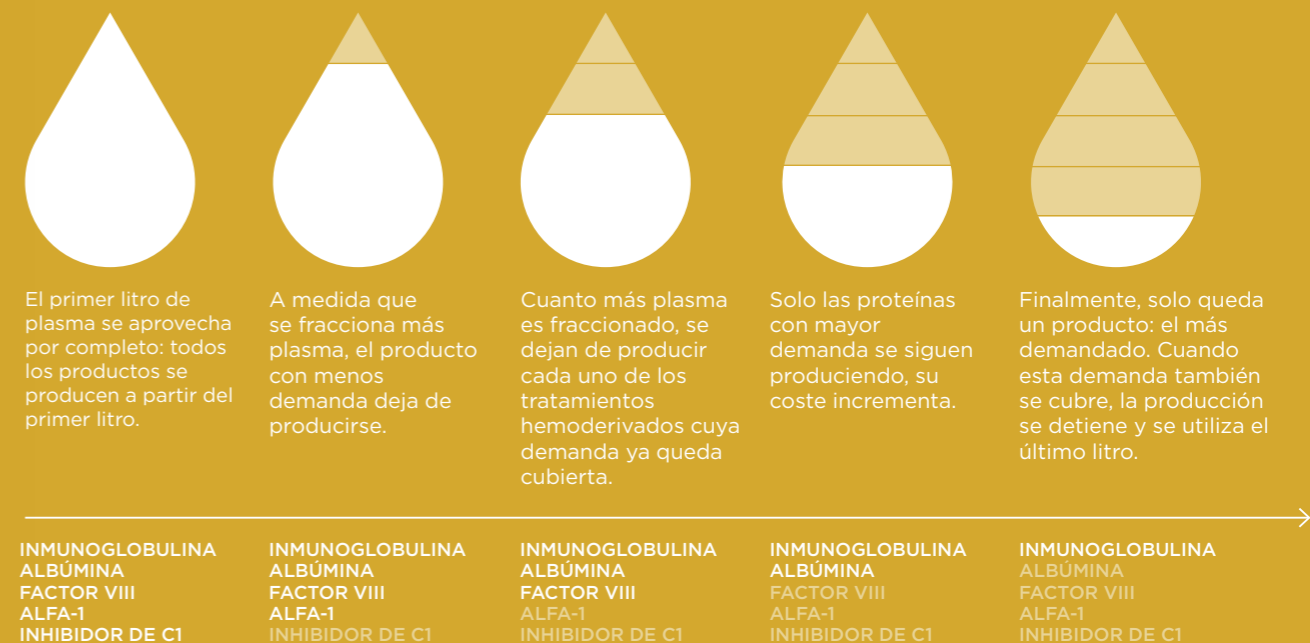 El primer litro de
plasma se aprovecha
por completo: todos
los productos se
producen a partir del
primer litro.
A medida que
se fracciona más
plasma, el producto
con menos
demanda deja de
producirse.
Cuanto más plasma
es fraccionado, se
dejan de producir
cada uno de los
tratamientos
hemoderivados cuya
demanda ya queda
cubierta.
Solo las proteínas
con mayor
demanda se siguen
produciendo, su
coste incrementa.
Finalmente, solo queda
un producto: el más
demandado. Cuando
esta demanda también
se cubre, la producción
se detiene y se utiliza el
último litro.
INMUNOGLOBULINA
ALBÚMINA
FACTOR VIII
ALFA-1
INHIBIDOR DE C1
INMUNOGLOBULINA
ALBÚMINA
FACTOR VIII
ALFA-1
INHIBIDOR DE C1
INMUNOGLOBULINA
ALBÚMINA
FACTOR VIII
ALFA-1
INHIBIDOR DE C1
INMUNOGLOBULINA
ALBÚMINA
FACTOR VIII
ALFA-1
INHIBIDOR DE C1
INMUNOGLOBULINA
ALBÚMINA
FACTOR VIII
ALFA-1
INHIBIDOR DE C1